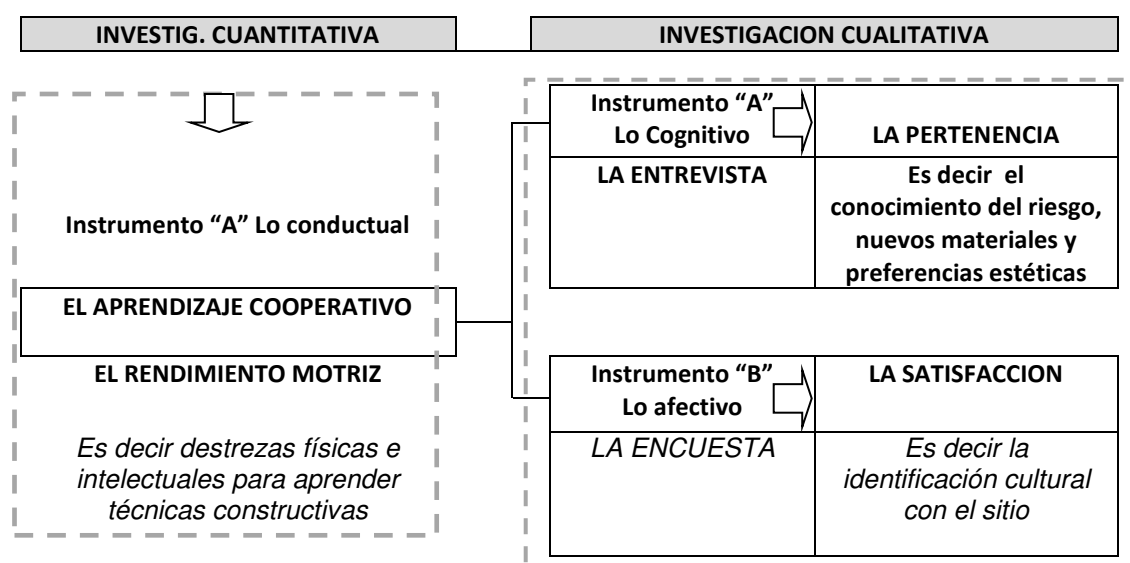 INVESTIG. CUANTITATIVA
INVESTIGACION CUALITATIVA
Instrumento “A” Lo conductual
EL APRENDIZAJE COOPERATIVO
EL RENDIMIENTO MOTRIZ
Es decir destrezas físicas e
intelectuales para aprender
técnicas constructivas
Instrumento “A”
Lo Cognitivo
LA PERTENENCIA
LA ENTREVISTA
Es decir el
conocimiento del riesgo,
nuevos materiales y
preferencias estéticas
Instrumento “B”
Lo afectivo
LA SATISFACCION
LA ENCUESTA
Es decir la
identificación cultural
con el sitio